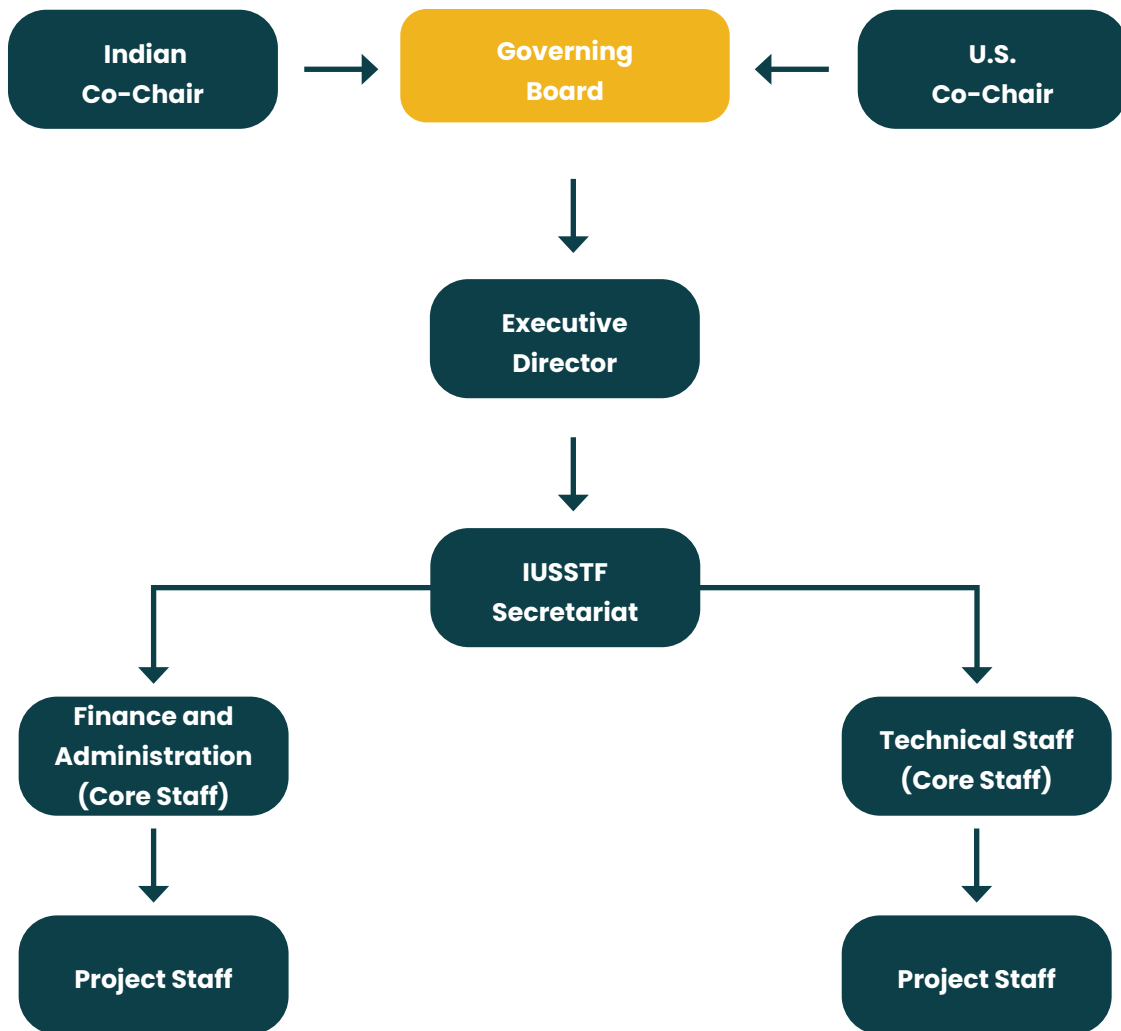 Indian
Co-Chair
Governing
Board
U.S.
Co-Chair
Executive
Director
IUSSTF
Secretariat
Finance and
Administration
(Core Staff)
Technical Staff
(Core Staff)
Project Staff
Project Staff